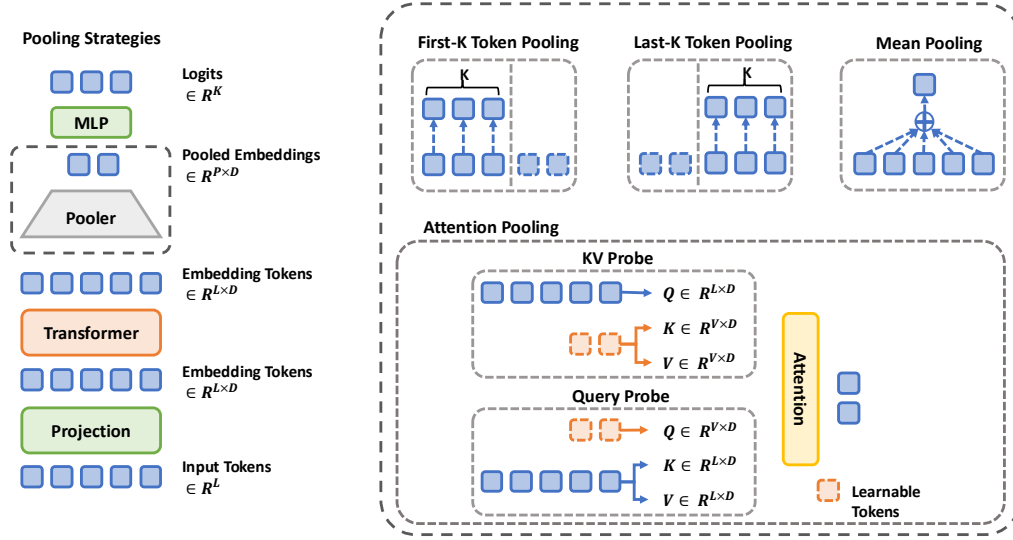 Pooling Strategies
Logits
∈ R^K
MLP
Pooled Embeddings
∈ R^{P×D}
Pooler
Embedding Tokens
∈ R^{L×D}
Transformer
Embedding Tokens
∈ R^{L×D}
Projection
Input Tokens
∈ R^L
First-K Token Pooling
K
Last-K Token Pooling
K
Mean Pooling
Attention Pooling
KV Probe
Q ∈ R^{L×D}
K ∈ R^{V×D}
V ∈ R^{V×D}
Query Probe
Q ∈ R^{V×D}
K ∈ R^{L×D}
V ∈ R^{L×D}
Attention
Learnable
Tokens